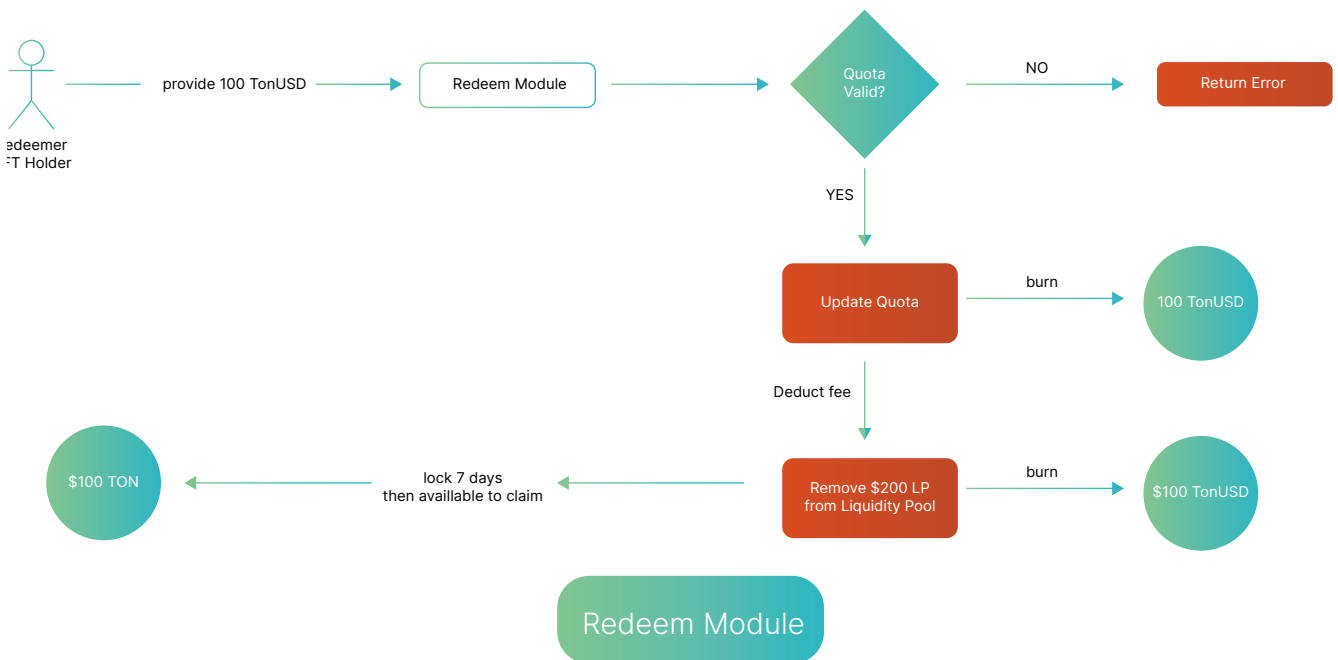 provide 100 TonUSD
Redeem Module
Quota
Valid?
NO
Return Error
edeemer
FT Holder
YES
Update Quota
burn
100 TonUSD
Deduct fee
$100 TON
lock 7 days
then availlable to claim
Remove $200 LP
from Liquidity Pool
burn
$100 TonUSD
Redeem Module